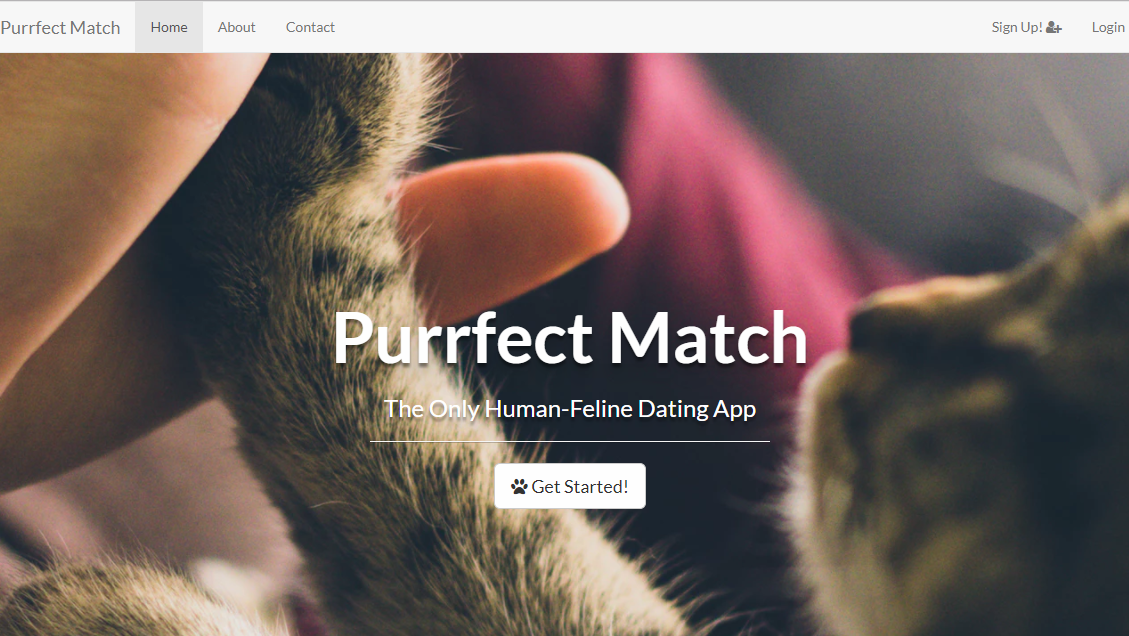 Purrfect Match Home About Contact Sign Up! Login
Purrfect Match
The Only Human-Feline Dating App
Get Started!